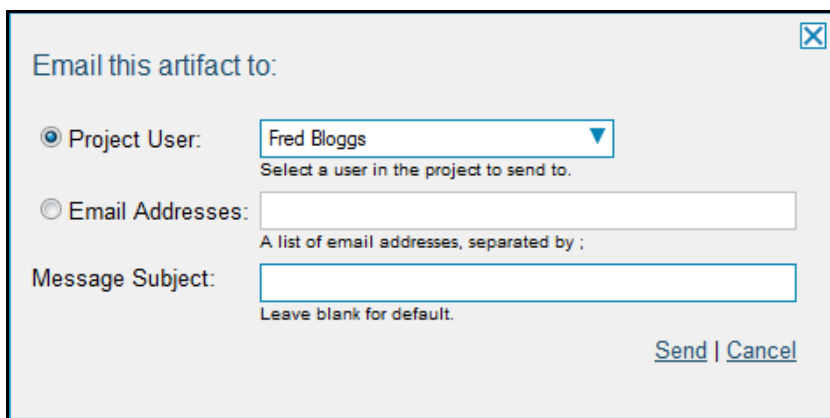 Email this artifact to:
Project User: Fred Bloggs
Select a user in the project to send to.
Email Addresses:
A list of email addresses, separated by ;
Message Subject:
Leave blank for default.
Send | Cancel